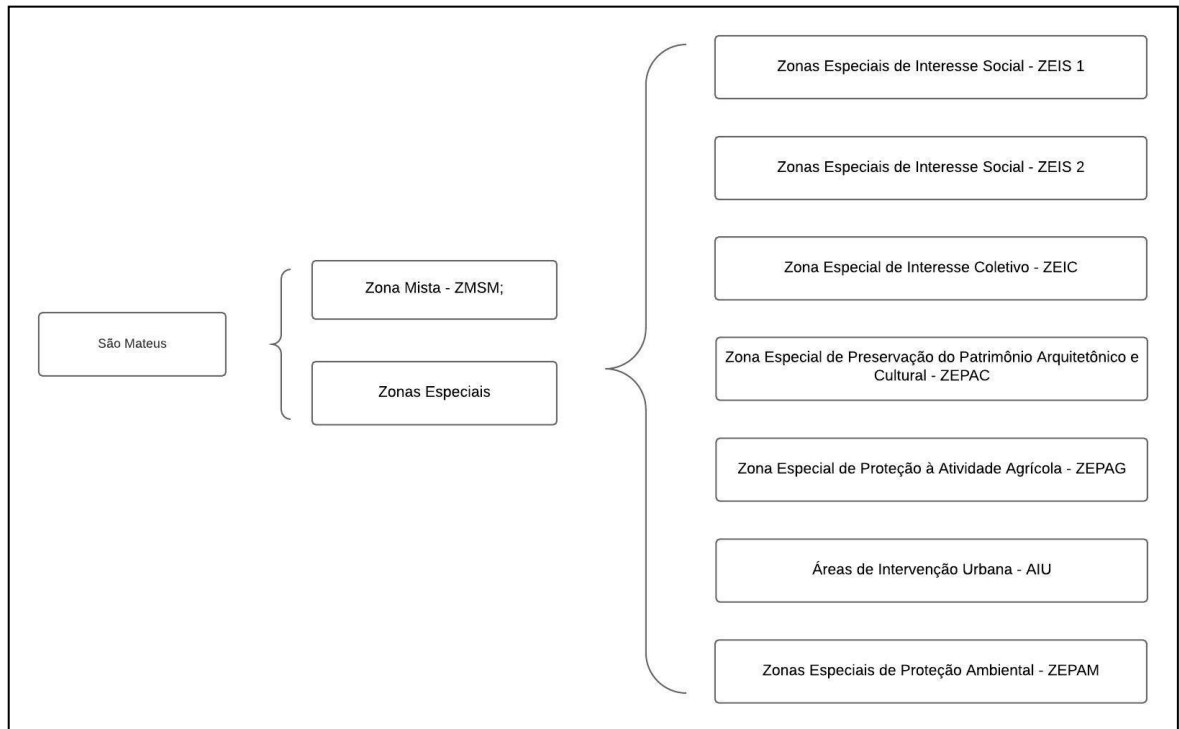 São Mateus
Zona Mista - ZMSM;
Zonas Especiais
Zonas Especiais de Interesse Social - ZEIS 1
Zonas Especiais de Interesse Social - ZEIS 2
Zona Especial de Interesse Coletivo - ZEIC
Zona Especial de Preservação do Patrimônio Arquitetônico e
Cultural - ZEPAC
Zona Especial de Proteção à Atividade Agrícola - ZEPAG
Áreas de Intervenção Urbana - AIU
Zonas Especiais de Proteção Ambiental - ZEPAM